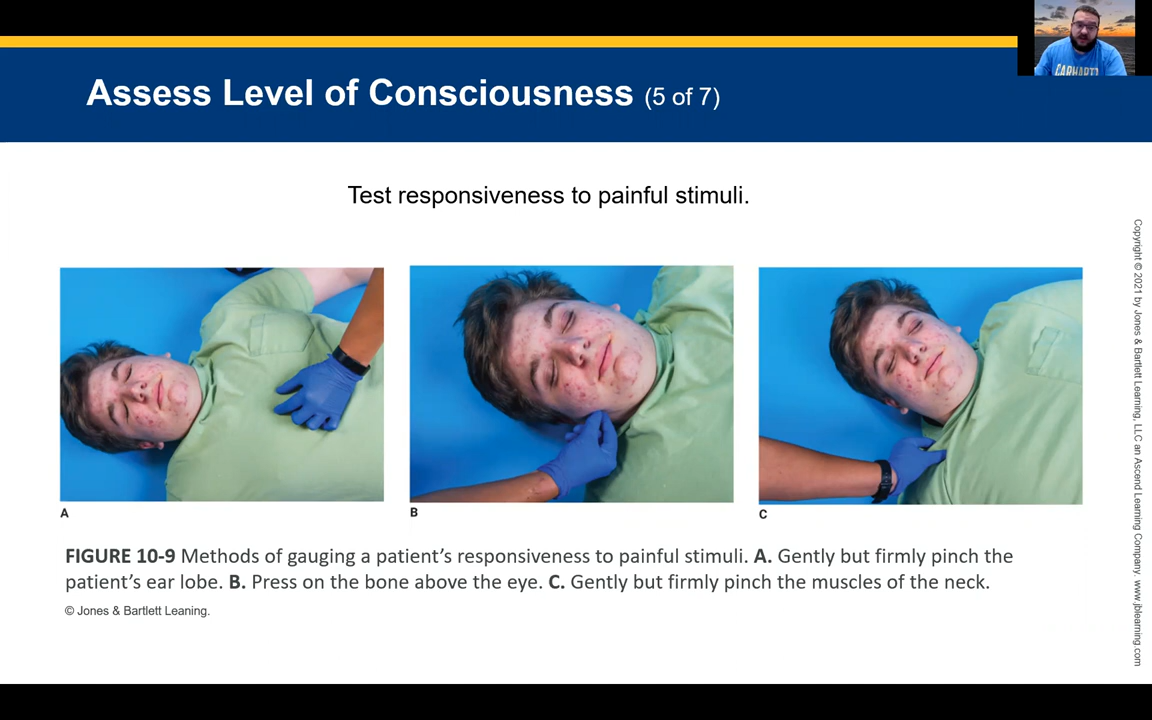 CARHARTT
Assess Level of Consciousness (5 of 7)
Test responsiveness to painful stimuli.
A
B
C
FIGURE 10-9 Methods of gauging a patient’s responsiveness to painful stimuli. A. Gently but firmly pinch the
patient’s ear lobe. B. Press on the bone above the eye. C. Gently but firmly pinch the muscles of the neck.
© Jones & Bartlett Leaning.
Copyright © 2021 by Jones & Bartlett Learning, LLC an Ascend Learning Company. www.jblearning.com